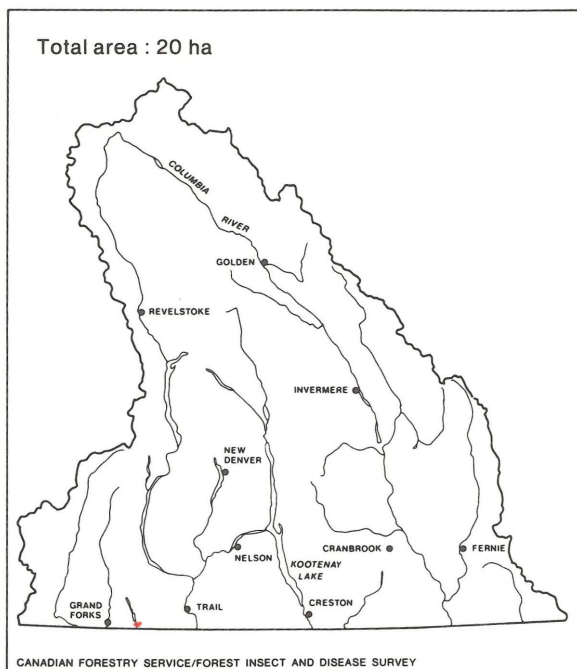 Total area : 20 ha
COLUMBIA
RIVER
GOLDEN
REVELSTOKE
INVERMERE
NEW
DENVER
NELSON
KOOTENAY
LAKE
CRANBROOK
FERNIE
GRAND
FORKS
TRAIL
CRESTON
CANADIAN FORESTRY SERVICE/FOREST INSECT AND DISEASE SURVEY